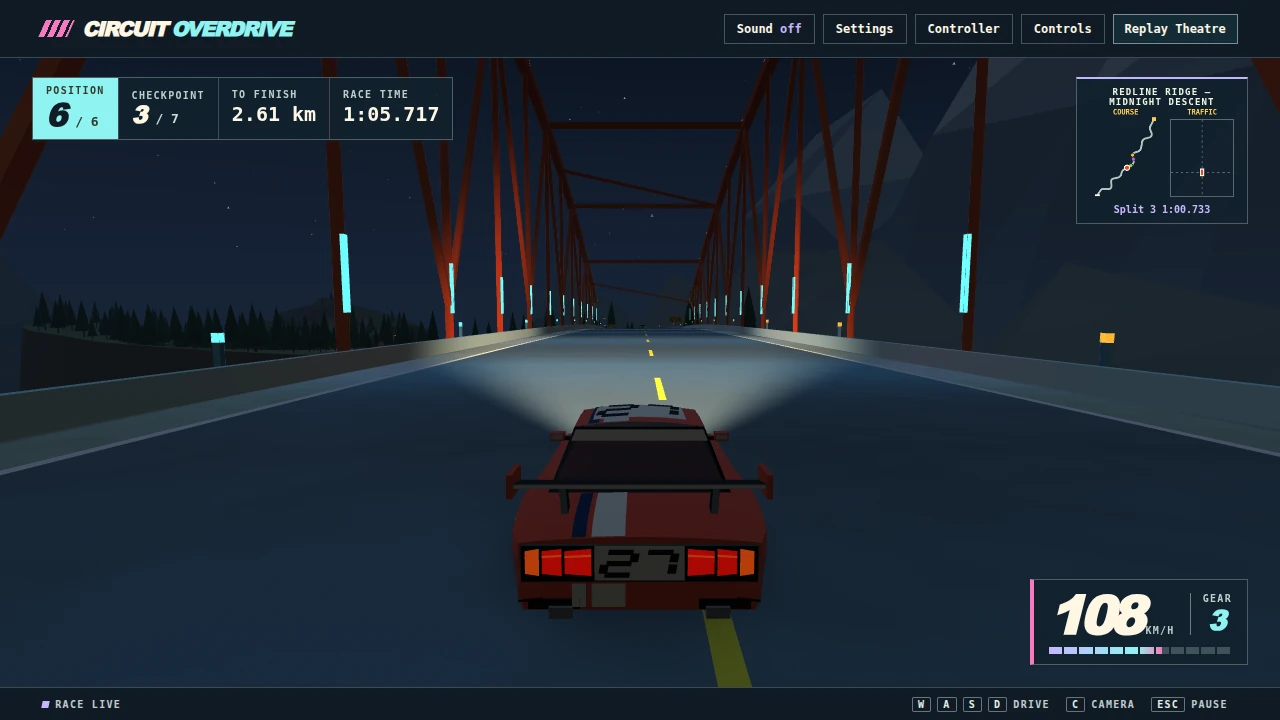 CIRCUIT OVERDRIVE
Sound off
Settings
Controller
Controls
Replay Theatre
POSITION
6 / 6
CHECKPOINT
3 / 7
TO FINISH
2.61 km
RACE TIME
1:05.717
REDLINE RIDGE —
MIDNIGHT DESCENT
COURSE
TRAFFIC
Split 3 1:00.733
27
108 KM/H
GEAR
3
RACE LIVE
W A S D DRIVE C CAMERA ESC PAUSE